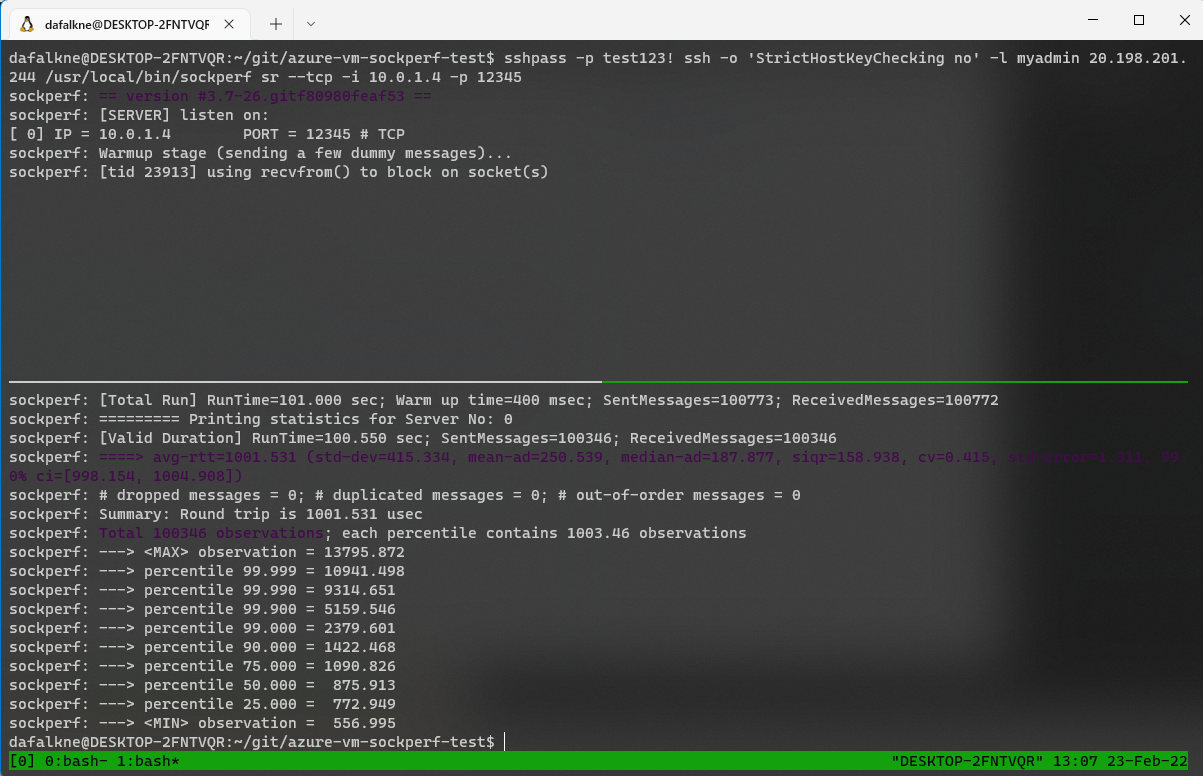 dafalkne@DESKTOP-2FNTVQR
dafalkne@DESKTOP-2FNTVQR:~/git/azure-vm-sockperf-test$ sshpass -p test123! ssh -o 'StrictHostKeyChecking no' -l myadmin 20.198.201.
244 /usr/local/bin/sockperf sr --tcp -i 10.0.1.4 -p 12345
sockperf: == version #3.7-26.gitf80980feaf53 ==
sockperf: [SERVER] listen on:
[ 0] IP = 10.0.1.4        PORT = 12345 # TCP
sockperf: Warmup stage (sending a few dummy messages)...
sockperf: [tid 23913] using recvfrom() to block on socket(s)
sockperf: [Total Run] RunTime=101.000 sec; Warm up time=400 msec; SentMessages=100773; ReceivedMessages=100772
sockperf: ========= Printing statistics for Server No: 0
sockperf: [Valid Duration] RunTime=100.550 sec; SentMessages=100346; ReceivedMessages=100346
sockperf: ====> avg-rtt=1001.531 (std-dev=415.334, mean-ad=250.539, median-ad=187.877, siqr=158.938, cv=0.415, 99.
0% ci=[998.154, 1004.908])
sockperf: # dropped messages = 0; # duplicated messages = 0; # out-of-order messages = 0
sockperf: Summary: Round trip is 1001.531 usec
sockperf: Total 100346 observations; each percentile contains 1003.46 observations
sockperf: ---> <MAX> observation = 13795.872
sockperf: ---> percentile 99.999 = 10941.498
sockperf: ---> percentile 99.990 = 9314.651
sockperf: ---> percentile 99.900 = 5159.546
sockperf: ---> percentile 99.000 = 2379.601
sockperf: ---> percentile 90.000 = 1422.468
sockperf: ---> percentile 75.000 = 1090.826
sockperf: ---> percentile 50.000 =  875.913
sockperf: ---> percentile 25.000 =  772.949
sockperf: ---> <MIN> observation =  556.995
dafalkne@DESKTOP-2FNTVQR:~/git/azure-vm-sockperf-test$
[0] 0:bash- 1:bash* "DESKTOP-2FNTVQR" 13:07 23-Feb-22